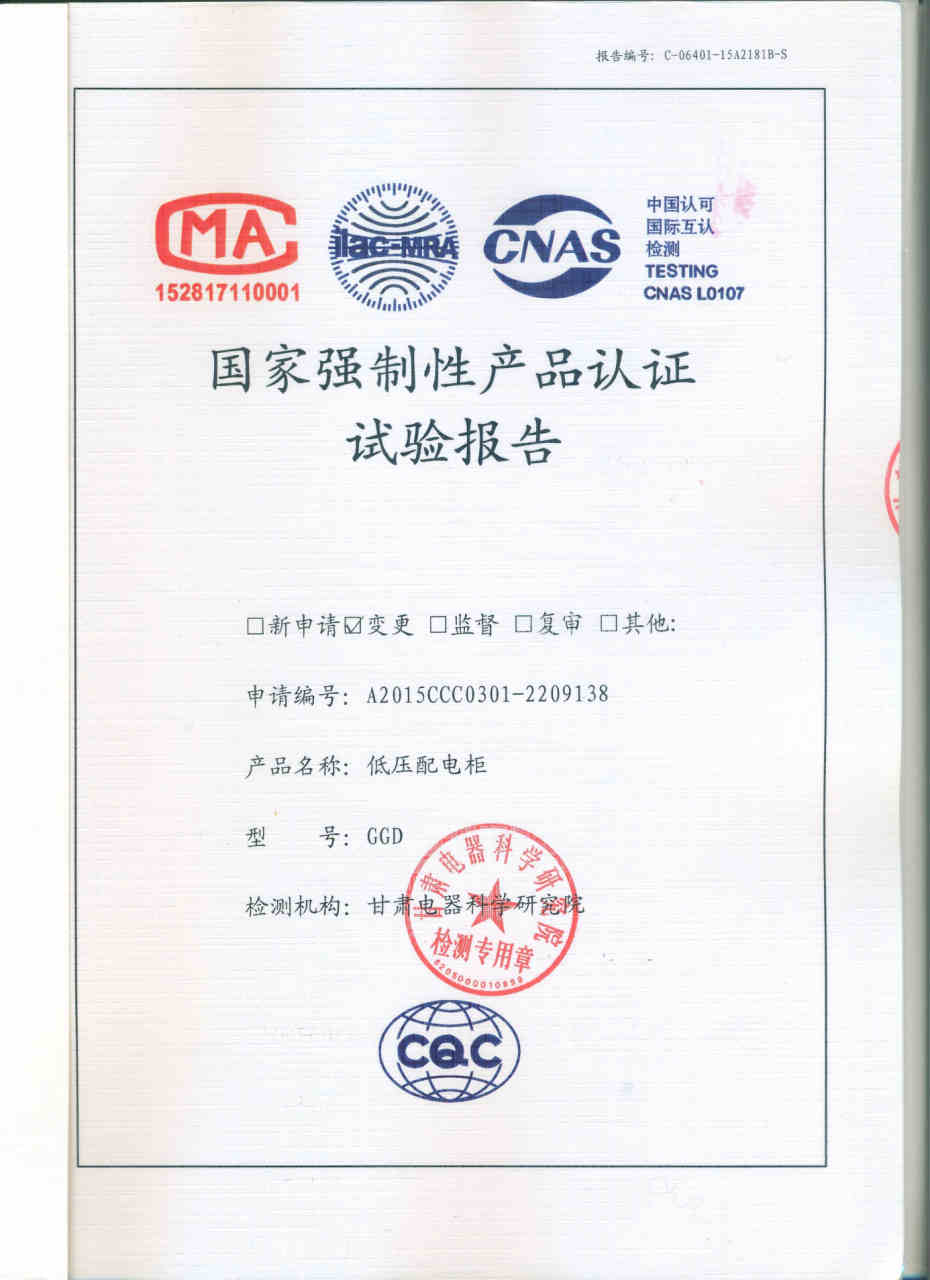 报告编号: C-06401-15A2181B-S
CMA
152817110001
ilac-MRA
CNAS
中国认可
国际互认
检测
TESTING
CNAS L0107
国家强制性产品认证
试验报告
□新申请☑变更 □监督 □复审 □其他:
申请编号: A2015CCC0301-2209138
产品名称: 低压配电柜
型 号: GGD
检测机构: 甘肃电器科学研究院
甘肃电器科学研究院
检测专用章
CQC